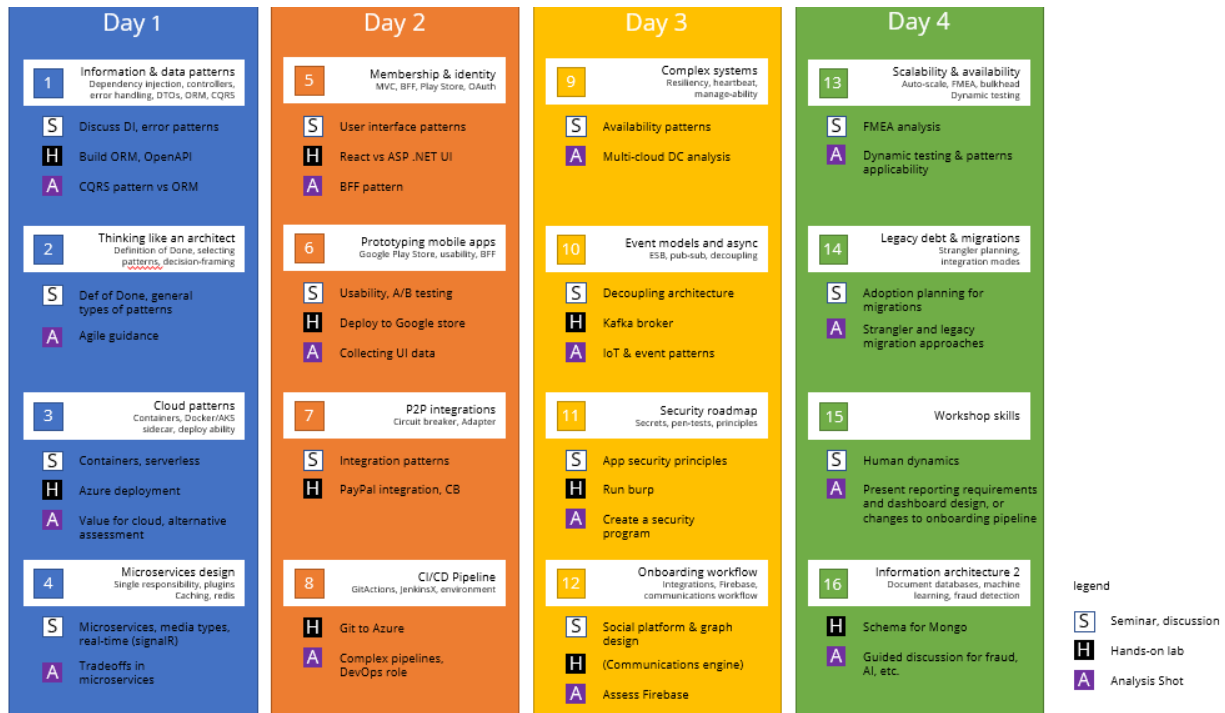 Day 1
1
Information & data patterns
Dependency injection, controllers,
error handling, DTOs, ORM, CQRS
S Discuss DI, error patterns
H Build ORM, OpenAPI
A CQRS pattern vs ORM
2
Thinking like an architect
Definition of Done, selecting
patterns, decision-framing
S Def of Done, general
types of patterns
A Agile guidance
3
Cloud patterns
Containers, Docker/AKS
sidecar, deploy ability
S Containers, serverless
H Azure deployment
A Value for cloud, alternative
assessment
4
Microservices design
Single responsibility, plugins
Caching, redis
S Microservices, media types,
real-time (signalR)
A Tradeoffs in
microservices
Day 2
5
Membership & identity
MVC, BFF, Play Store, OAuth
S User interface patterns
H React vs ASP .NET UI
A BFF pattern
6
Prototyping mobile apps
Google Play Store, usability, BFF
S Usability, A/B testing
H Deploy to Google store
A Collecting UI data
7
P2P integrations
Circuit breaker, Adapter
S Integration patterns
H PayPal integration, CB
8
CI/CD Pipeline
GitActions, JenkinsX, environment
H Git to Azure
A Complex pipelines,
DevOps role
Day 3
9
Complex systems
Resiliency, heartbeat,
manage-ability
S Availability patterns
A Multi-cloud DC analysis
10
Event models and async
ESB, pub-sub, decoupling
S Decoupling architecture
H Kafka broker
A IoT & event patterns
11
Security roadmap
Secrets, pen-tests, principles
S App security principles
H Run burp
A Create a security
program
12
Onboarding workflow
Integrations, Firebase,
communications workflow
S Social platform & graph
design
H (Communications engine)
A Assess Firebase
Day 4
13
Scalability & availability
Auto-scale, FMEA, bulkhead
Dynamic testing
S FMEA analysis
A Dynamic testing & patterns
applicability
14
Legacy debt & migrations
Strangler planning,
integration modes
S Adoption planning for
migrations
A Strangler and legacy
migration approaches
15
Workshop skills
S Human dynamics
A Present reporting requirements
and dashboard design, or
changes to onboarding pipeline
16
Information architecture 2
Document databases, machine
learning, fraud detection
H Schema for Mongo
A Guided discussion for fraud,
AI, etc.
legend
S Seminar, discussion
H Hands-on lab
A Analysis Shot